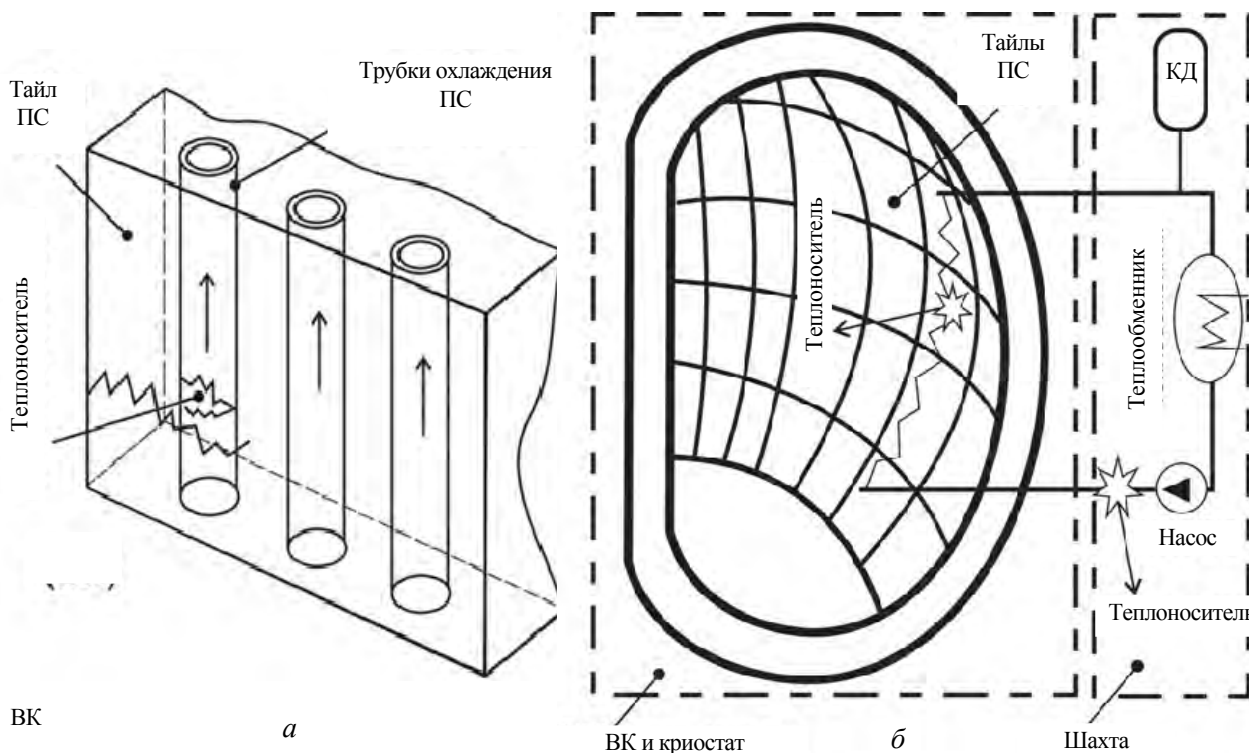 Тайл
ПС
Трубки охлаждения
ПС
Теплоноситель
ВК
а
Тайлы
ПС
КД
Теплоноситель
Теплообменник
Насос
Теплоноситель
ВК и криостат
б
Шахта